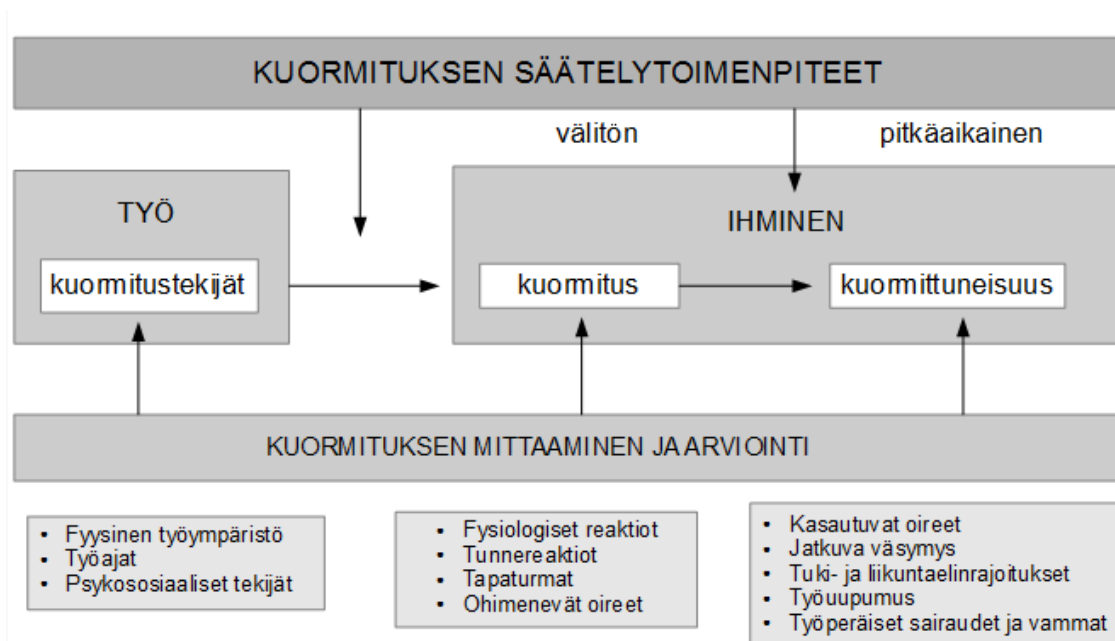 KUORMITUKSEN SÄÄTELYTOIMENPITEET
välitön
pitkäaikainen
TYÖ
IHMINEN
kuormitustekijät
kuormitus
kuormittuneisuus
KUORMITUKSEN MITTAAMINEN JA ARVIOINTI
• Fyysinen työympäristö
• Työajat
• Psykososiaaliset tekijät
• Fysiologiset reaktiot
• Tunnereaktiot
• Tapaturmat
• Ohimenevät oireet
• Kasautuvat oireet
• Jatkuva väsymys
• Tuki- ja liikuntaelinrajoitukset
• Työuupumus
• Työperäiset sairaudet ja vammat